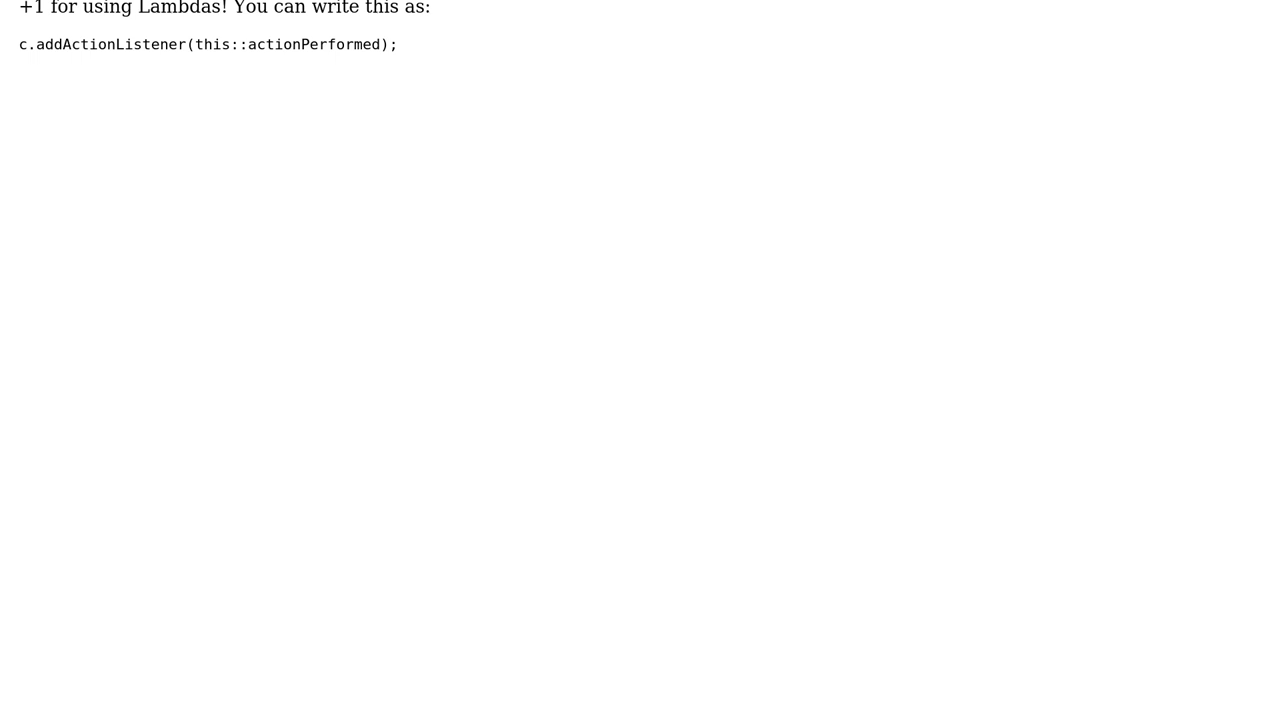 +1 for using Lambdas! You can write this as:
c.addActionListener(this::actionPerformed);